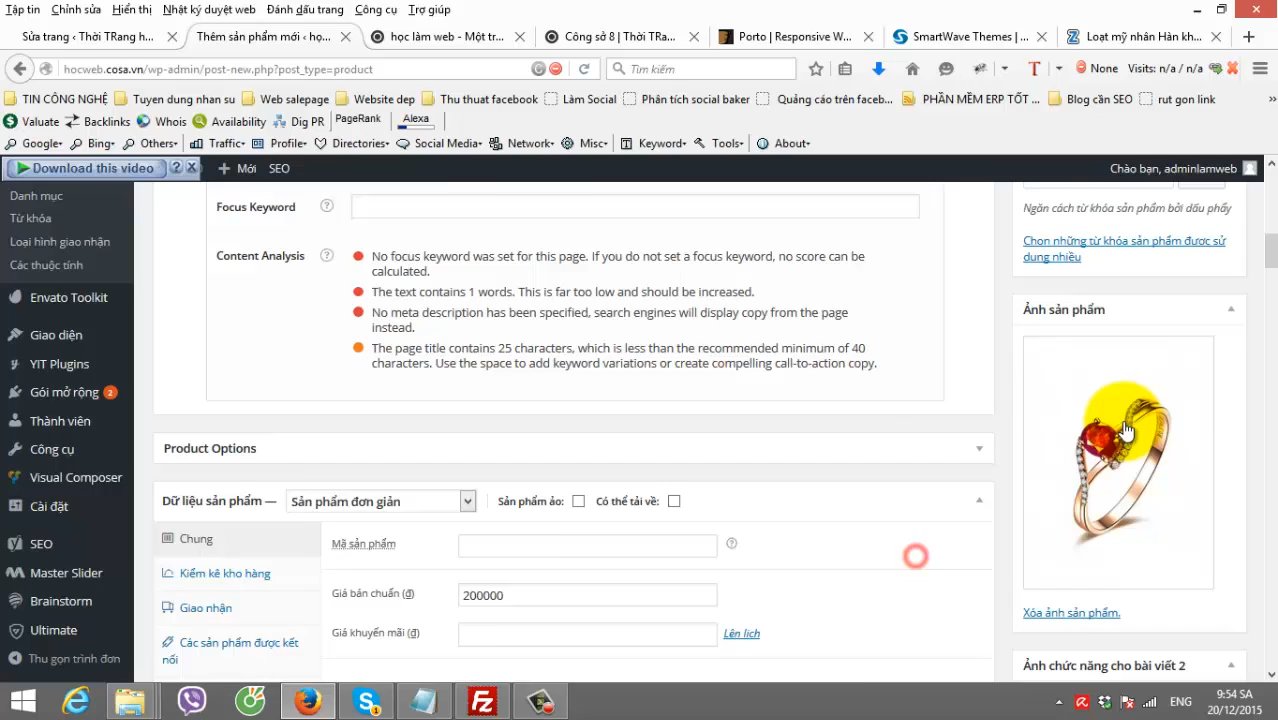 Tập tin Chỉnh sửa Hiển thị Nhật ký duyệt web Đánh dấu trang Công cụ Trợ giúp
Sửa trang ‹ Thời TRang h... Thêm sản phẩm mới ‹ họ... học làm web - Một tr... Công sở 8 | Thời TRa... Porto | Responsive W... SmartWave Themes | ... Loạt mỹ nhân Hàn kh...
hocweb.cosa.vn/wp-admin/post-new.php?post_type=product Tìm kiếm None Visits: n/a / n/a
TIN CÔNG NGHỆ Tuyen dung nhan su Web salepage Website dep Thu thuat facebook Làm Social Phân tích social baker Quảng cáo trên faceb... PHẦN MỀM ERP TỐT ... Blog cần SEO rut gon link
Valuate Backlinks Whois Availability Dig PR PageRank Alexa
Google Bing Others Traffic Profile Directories Social Media Network Misc Keyword Tools About
Download this video ? X Mới SEO Chào bạn, adminlamweb
Danh mục
Từ khóa
Loại hình giao nhận
Các thuộc tính
Envato Toolkit
Giao diện
YIT Plugins
Gói mở rộng 2
Thành viên
Công cụ
Visual Composer
Cài đặt
SEO
Master Slider
Brainstorm
Ultimate
Thu gọn trình đơn
Focus Keyword
Content Analysis
No focus keyword was set for this page. If you do not set a focus keyword, no score can be
calculated.
The text contains 1 words. This is far too low and should be increased.
No meta description has been specified, search engines will display copy from the page
instead.
The page title contains 25 characters, which is less than the recommended minimum of 40
characters. Use the space to add keyword variations or create compelling call-to-action copy.
Product Options
Dữ liệu sản phẩm — Sản phẩm đơn giản Sản phẩm ảo: Có thể tải về:
Chung
Kiểm kê kho hàng
Giao nhận
Các sản phẩm được kết
nối
Mã sản phẩm
Giá bán chuẩn (₫) 200000
Giá khuyến mãi (₫) Lên lịch
Ngăn cách từ khóa sản phẩm bởi dấu phẩy
Chọn những từ khóa sản phẩm được sử
dụng nhiều
Ảnh sản phẩm
Xóa ảnh sản phẩm.
Ảnh chức năng cho bài viết 2
ENG
9:54 SA
20/12/2015